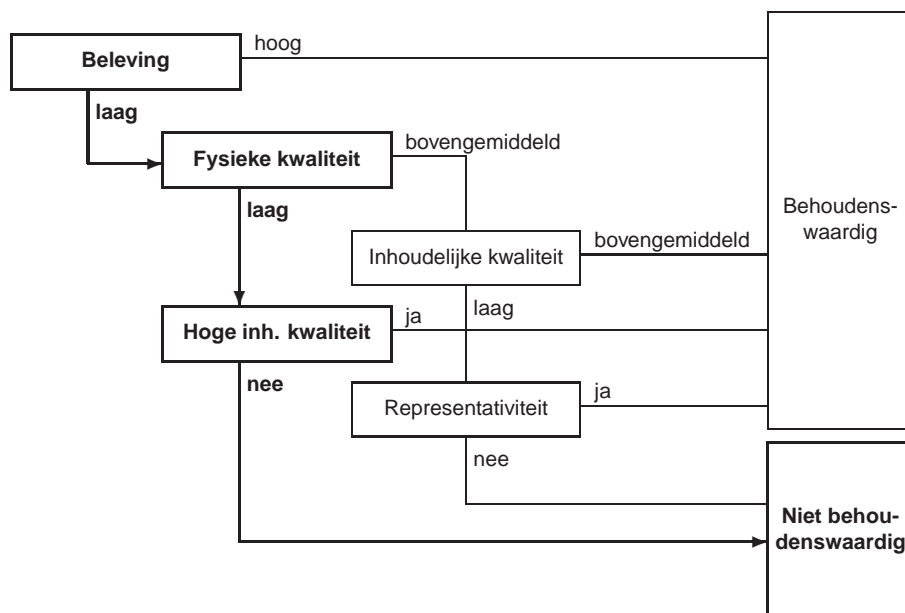 hoog
Beleving
laag
bovengemiddeld
Fysieke kwaliteit
laag
Behoudens-
waardig
bovengemiddeld
Inhoudelijke kwaliteit
laag
ja
Hoge inh. kwaliteit
nee
ja
Representativiteit
nee
Niet behou-
denswaardig